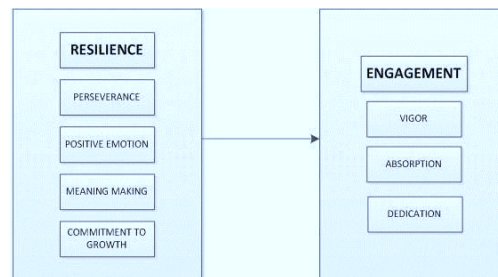 RESILIENCE
PERSEVERANCE
POSITIVE EMOTION
MEANING MAKING
COMMITMENT TO
GROWTH
ENGAGEMENT
VIGOR
ABSORPTION
DEDICATION